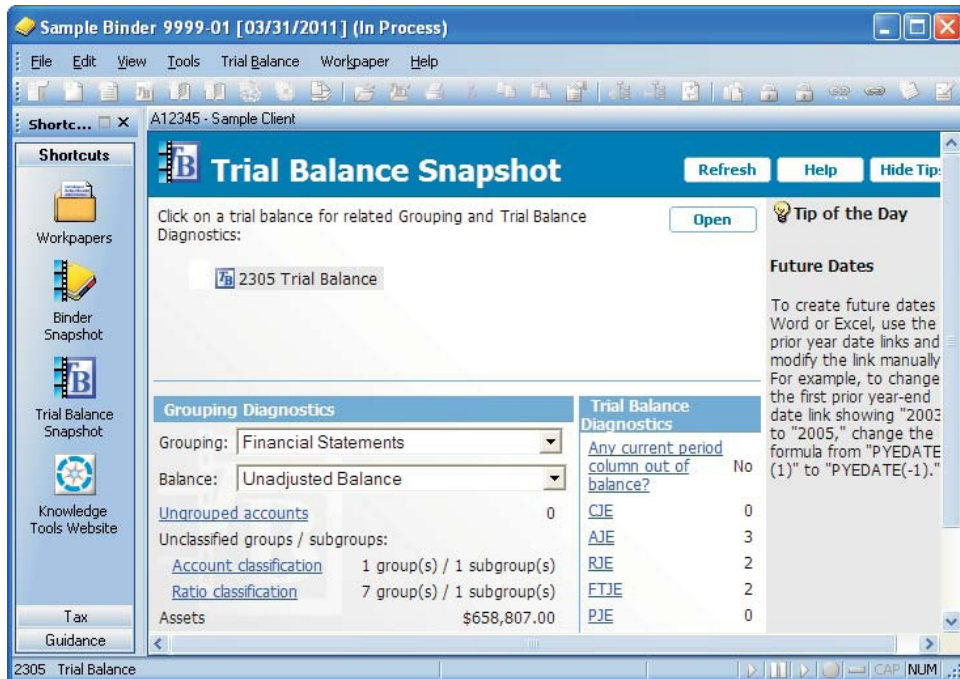 Sample Binder 9999-01 [03/31/2011] (In Process)
File Edit View Tools Trial Balance Workpaper Help
Shortc...
A12345 - Sample Client
Shortcuts
Workpapers
Binder
Snapshot
Trial Balance
Snapshot
Knowledge
Tools Website
Tax
Guidance
TB Trial Balance Snapshot
Refresh Help Hide Tip
Click on a trial balance for related Grouping and Trial Balance
Diagnostics:
Open
TB 2305 Trial Balance
Tip of the Day
Future Dates
To create future dates
Word or Excel, use the
prior year date links and
modify the link manually
For example, to change
the first prior year-end
date link showing "2003
to "2005," change the
formula from "PYEDATE
(1)" to "PYEDATE(-1)."
Grouping Diagnostics
Grouping: Financial Statements
Balance: Unadjusted Balance
Ungrouped accounts 0
Unclassified groups / subgroups:
Account classification 1 group(s) / 1 subgroup(s)
Ratio classification 7 group(s) / 1 subgroup(s)
Assets $658,807.00
Trial Balance
Diagnostics
Any current period
column out of No
balance?
CJE 0
AJE 3
RJE 2
FTJE 2
PJE 0
2305 Trial Balance
CAP NUM